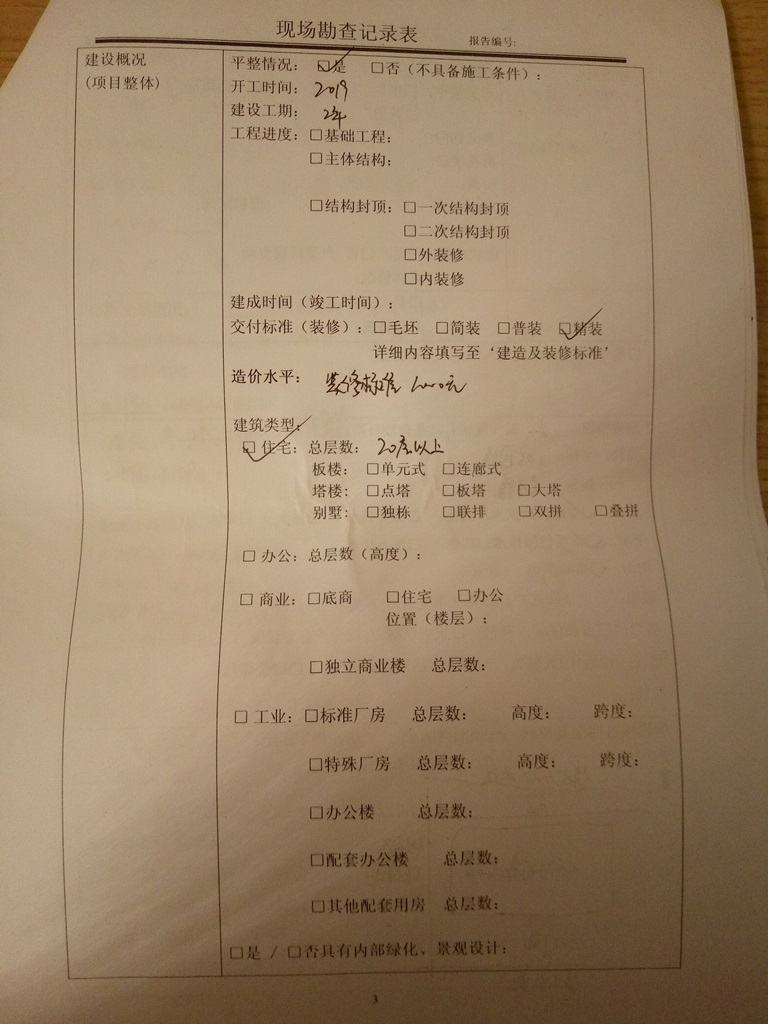 现场勘查记录表 报告编号:
建设概况
(项目整体)
平整情况: ☑是 □否(不具备施工条件):
开工时间: 2019
建设工期: 2年
工程进度: □基础工程:
□主体结构:
□结构封顶: □一次结构封顶
□二次结构封顶
□外装修
□内装修
建成时间(竣工时间):
交付标准(装修): □毛坯 □简装 □普装 ☑精装
详细内容填写至‘建造及装修标准’
造价水平: 装修标准 1000元
建筑类型:
☑住宅: 总层数: 20层以上
板楼: □单元式 □连廊式
塔楼: □点塔 □板塔 □大塔
别墅: □独栋 □联排 □双拼 □叠拼
□ 办公: 总层数(高度):
□ 商业: □底商 □住宅 □办公
位置(楼层):
□独立商业楼 总层数:
□ 工业: □标准厂房 总层数: 高度: 跨度:
□特殊厂房 总层数: 高度: 跨度:
□办公楼 总层数:
□配套办公楼 总层数:
□其他配套用房 总层数:
□是 / □否具有内部绿化、景观设计:
3